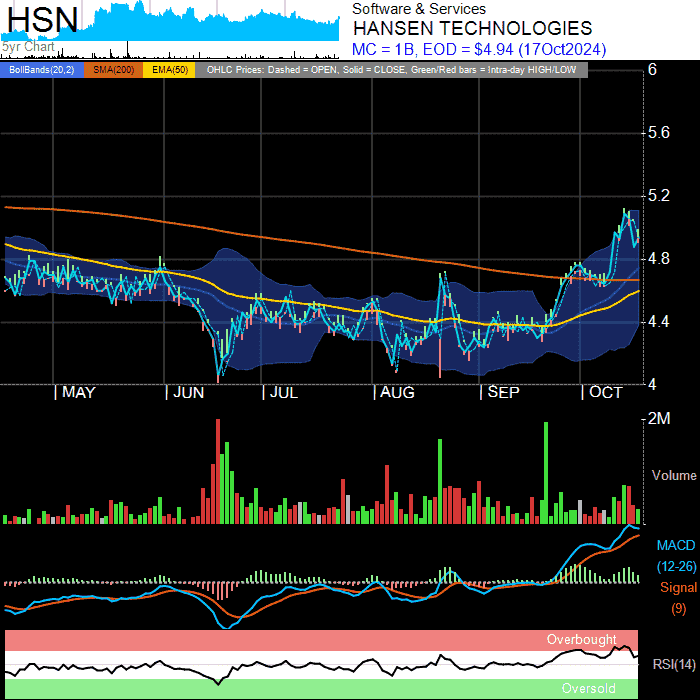 HSN
5yr Chart
Software & Services
HANSEN TECHNOLOGIES
MC = 1B, EOD = $4.94 (17Oct2024)
BollBands(20,2) SMA(200) EMA(50) OHLC Prices: Dashed = OPEN, Solid = CLOSE, Green/Red bars = Intra-day HIGH/LOW
6
5.6
5.2
4.8
4.4
4
MAY JUN JUL AUG SEP OCT
2M
Volume
MACD
(12-26)
Signal
(9)
Overbought
RSI(14)
Oversold